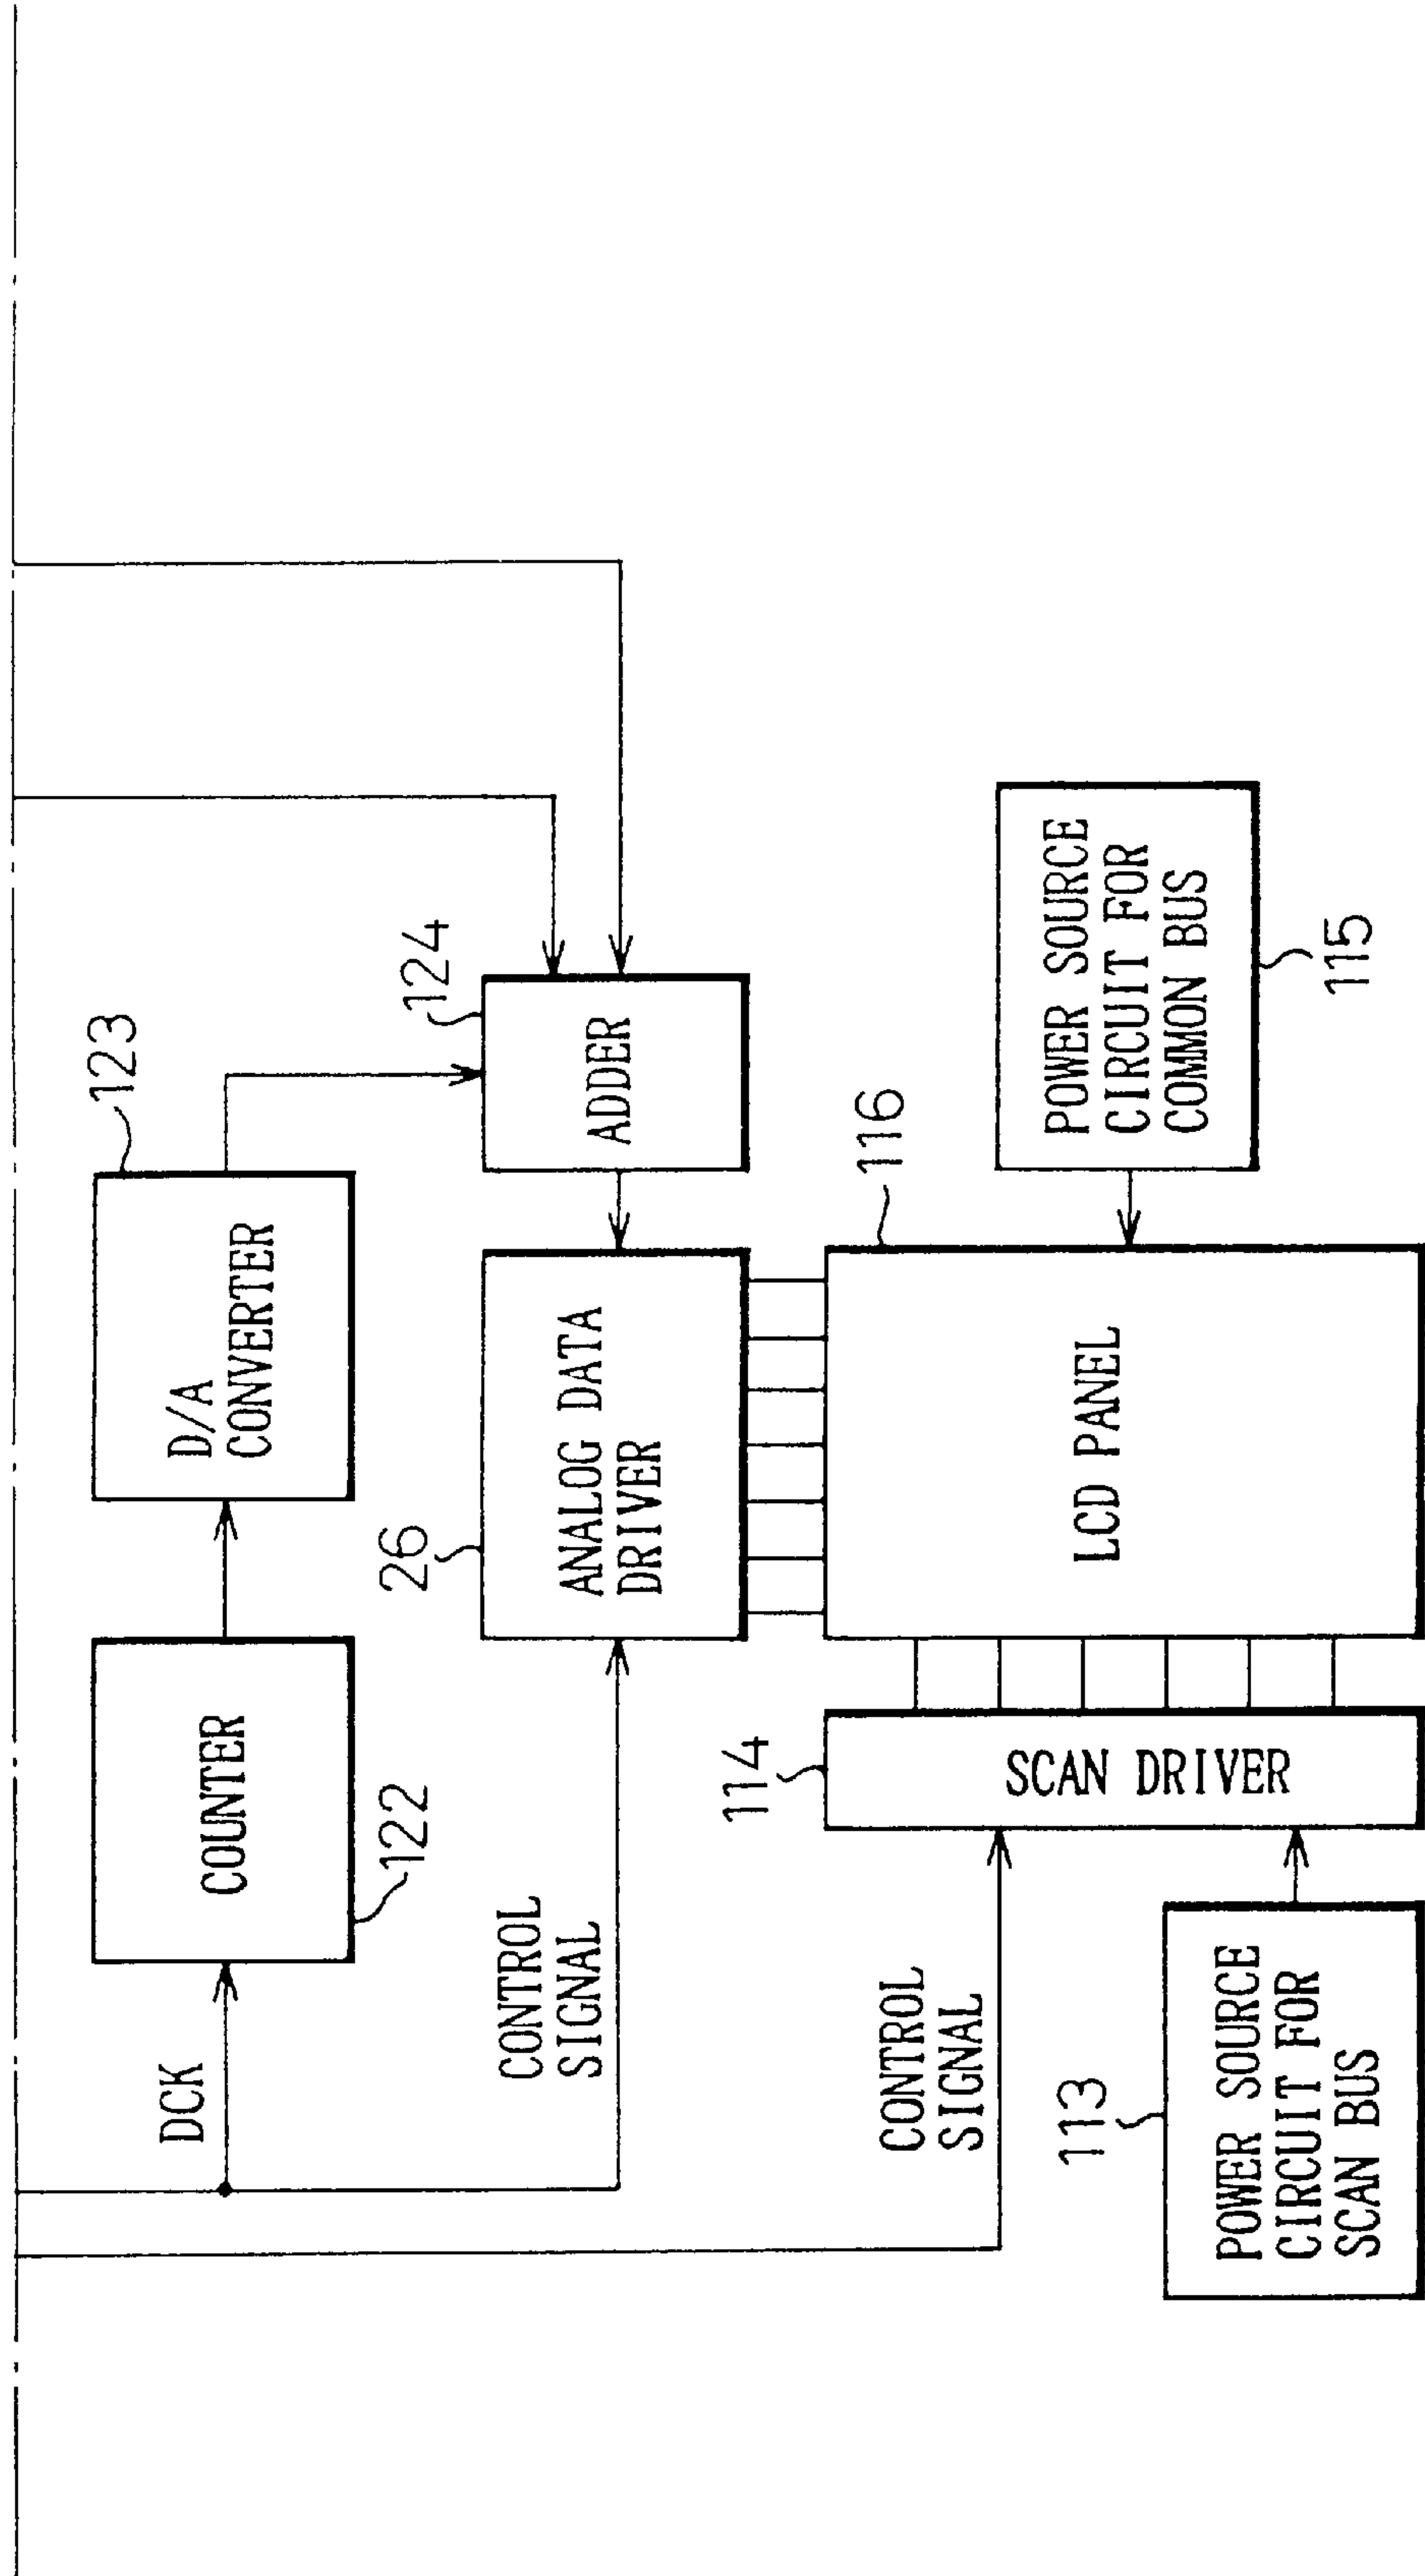 DCK
COUNTER
122
D/A
CONVERTER
123
CONTROL
SIGNAL
26
ANALOG DATA
DRIVER
ADDER
124
CONTROL
SIGNAL
114
SCAN DRIVER
LCD PANEL
116
113
POWER SOURCE
CIRCUIT FOR
SCAN BUS
POWER SOURCE
CIRCUIT FOR
COMMON BUS
115